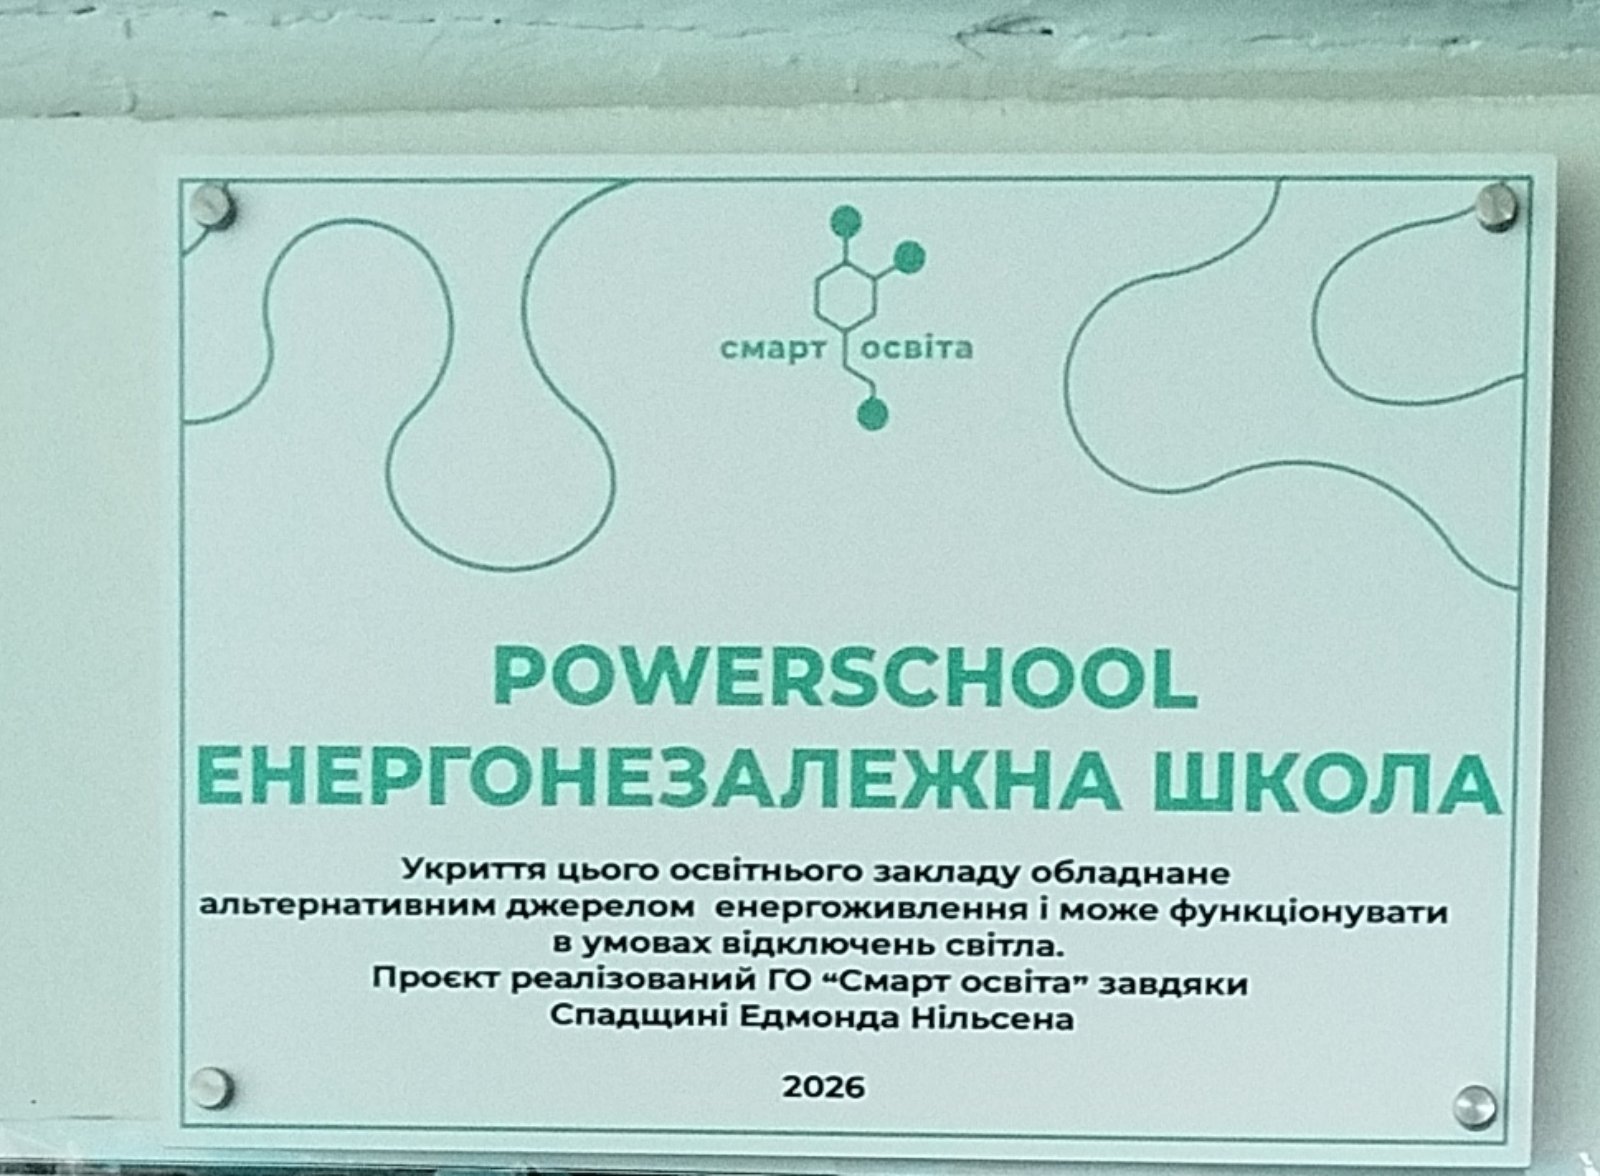 смарт освіта
POWERSCHOOL
ЕНЕРГОНЕЗАЛЕЖНА ШКОЛА
Укриття цього освітнього закладу обладнане
альтернативним джерелом енергоживлення і може функціонувати
в умовах відключень світла.
Проєкт реалізований ГО “Смарт освіта” завдяки
Спадщині Едмонда Нільсена
2026